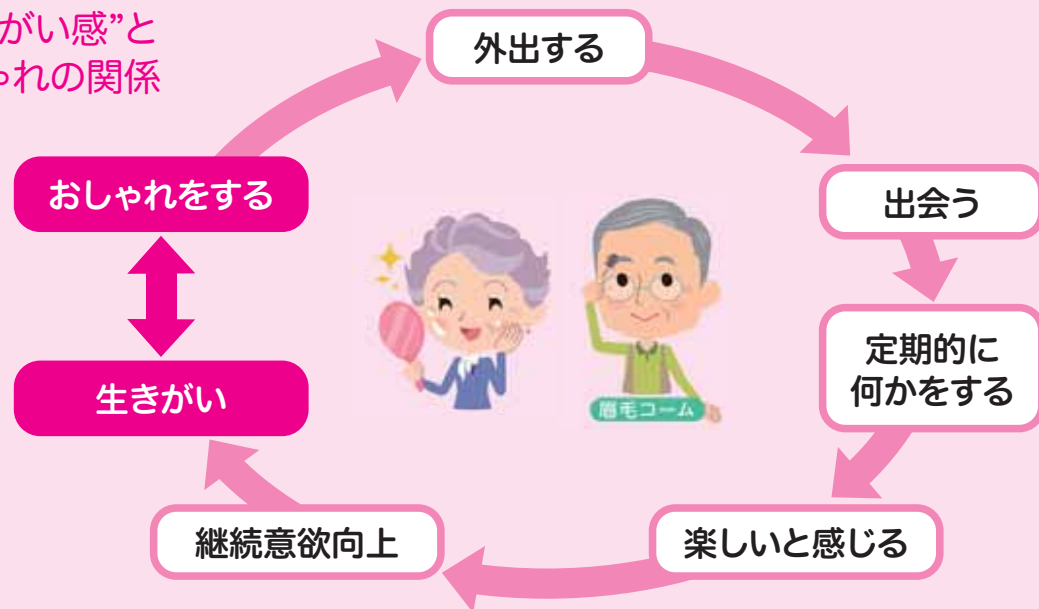 がい感”と
ゃれの関係
外出する
おしゃれをする
出会う
定期的に
何かをする
生きがい
眉毛コーム
継続意欲向上
楽しいと感じる